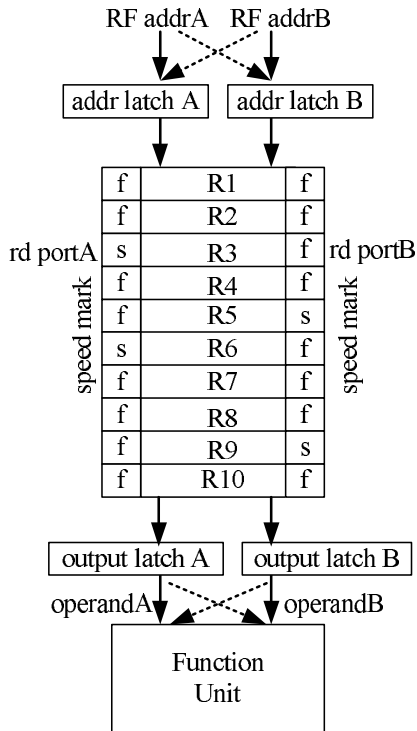 RF addrA RF addrB
addr latch A addr latch B
f R1 f
f R2 f
rd portA s R3 f rd portB
f R4 f
f R5 s
s R6 f
f R7 f
f R8 f
f R9 s
f R10 f
speed mark
speed mark
output latch A output latch B
operandA operandB
Function
Unit